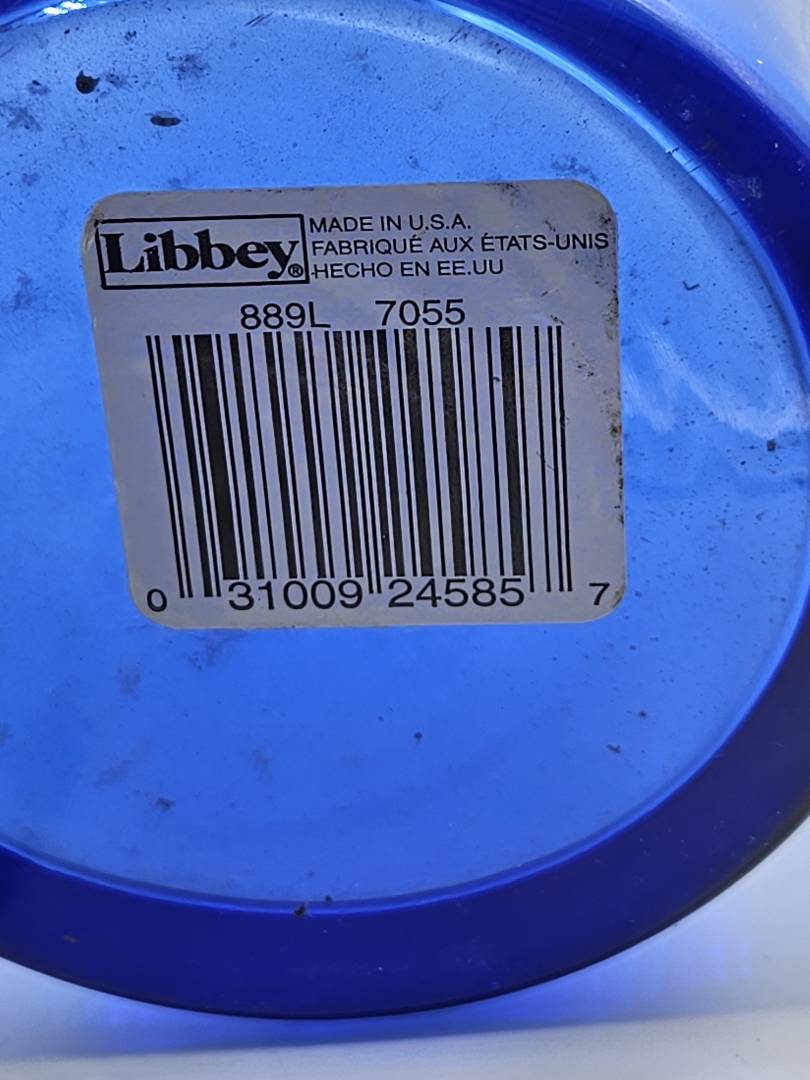 Libbey®
MADE IN U.S.A.
FABRIQUÉ AUX ÉTATS-UNIS
HECHO EN EE.UU
889L 7055
0 31009 24585 7